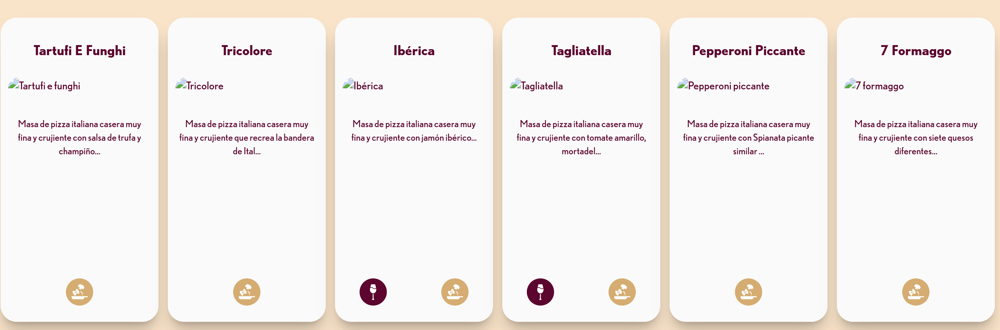 Tartufi E Funghi
Tartufi e funghi
Masa de pizza italiana casera muy
fina y crujiente con salsa de trufa y
champiño...
Tricolore
Tricolore
Masa de pizza italiana casera muy
fina y crujiente que recrea la bandera
de Ital...
Ibérica
Ibérica
Masa de pizza italiana casera muy
fina y crujiente con jamón ibérico...
Tagliatella
Tagliatella
Masa de pizza italiana casera muy
fina y crujiente con tomate amarillo,
mortadel...
Pepperoni Piccante
Pepperoni piccante
Masa de pizza italiana casera muy
fina y crujiente con Spianata picante
similar ...
7 Formaggo
7 formaggo
Masa de pizza italiana casera muy
fina y crujiente con siete quesos
diferentes...